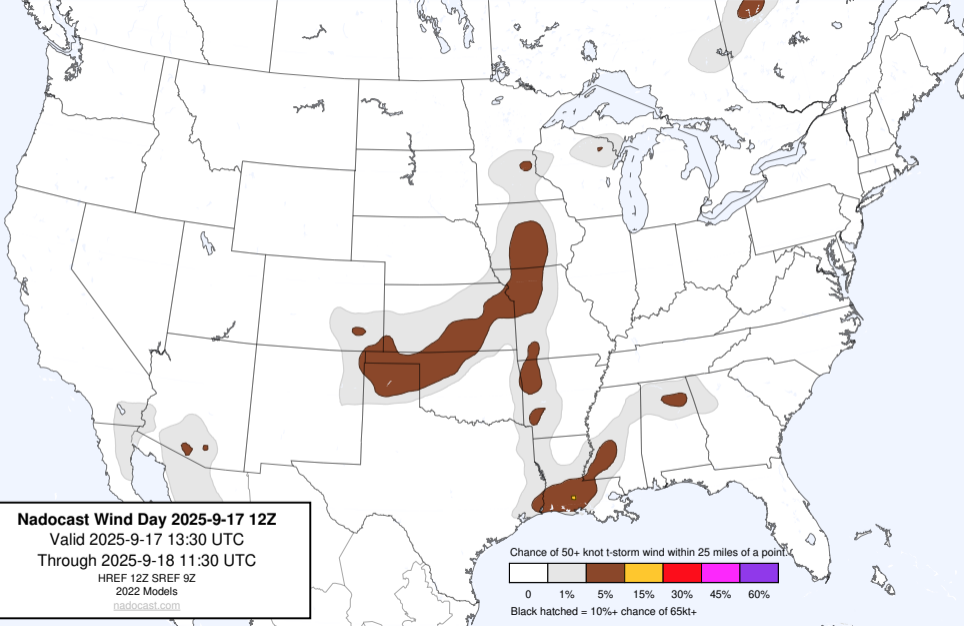 Nadocast Wind Day 2025-9-17 12Z
Valid 2025-9-17 13:30 UTC
Through 2025-9-18 11:30 UTC
HREF 12Z SREF 9Z
2022 Models
nadocast.com
Chance of 50+ knot t-storm wind within 25 miles of a point.
0 1% 5% 15% 30% 45% 60%
Black hatched = 10%+ chance of 65kt+